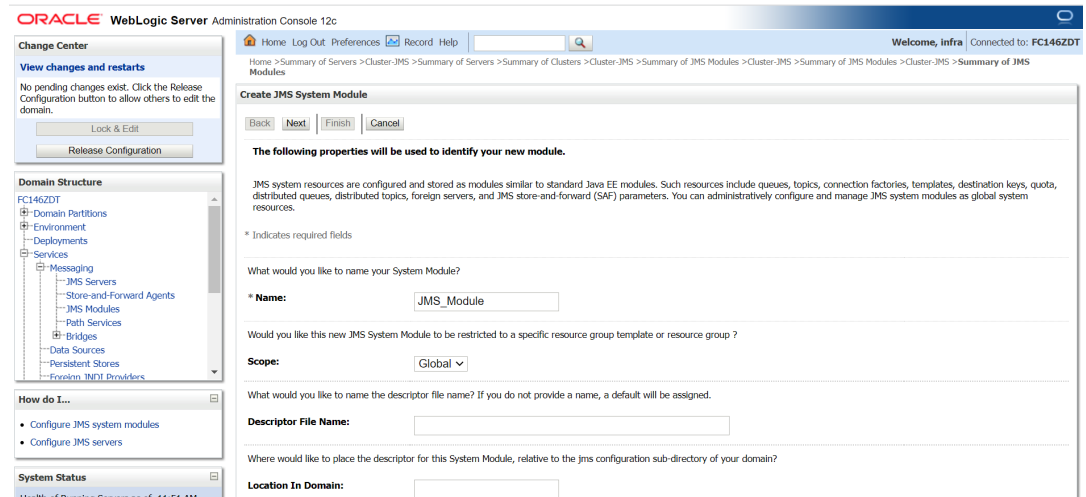 ORACLE WebLogic Server Administration Console 12c
Change Center
View changes and restarts
No pending changes exist. Click the Release
Configuration button to allow others to edit the
domain.
Lock & Edit
Release Configuration
Domain Structure
FC146ZDT
Domain Partitions
Environment
Deployments
Services
Messaging
JMS Servers
Store-and-Forward Agents
JMS Modules
Path Services
Bridges
Data Sources
Persistent Stores
Foreign JNDI Providers
How do I...
Configure JMS system modules
Configure JMS servers
System Status
Health of Running Servers as of 11:51 AM
Home Log Out Preferences Record Help
Welcome, infra Connected to: FC146ZDT
Home >Summary of Servers >Cluster-JMS >Summary of Servers >Summary of Clusters >Cluster-JMS >Summary of JMS Modules >Cluster-JMS >Summary of JMS Modules >Cluster-JMS >Summary of JMS
Modules
Create JMS System Module
Back Next Finish Cancel
The following properties will be used to identify your new module.
JMS system resources are configured and stored as modules similar to standard Java EE modules. Such resources include queues, topics, connection factories, templates, destination keys, quota,
distributed queues, distributed topics, foreign servers, and JMS store-and-forward (SAF) parameters. You can administratively configure and manage JMS system modules as global system
resources.
* Indicates required fields
What would you like to name your System Module?
* Name: JMS_Module
Would you like this new JMS System Module to be restricted to a specific resource group template or resource group ?
Scope: Global
What would you like to name the descriptor file name? If you do not provide a name, a default will be assigned.
Descriptor File Name:
Where would like to place the descriptor for this System Module, relative to the jms configuration sub-directory of your domain?
Location In Domain: